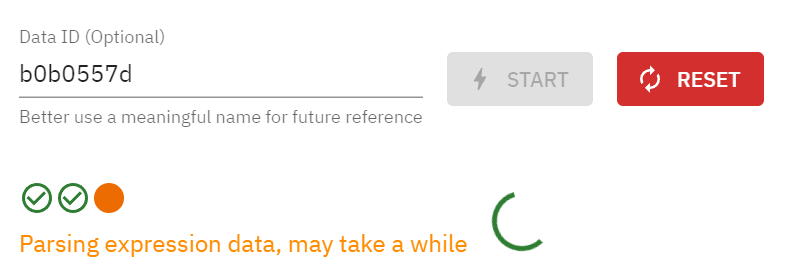 Data ID (Optional)
b0b0557d
START
RESET
Better use a meaningful name for future reference
Parsing expression data, may take a while